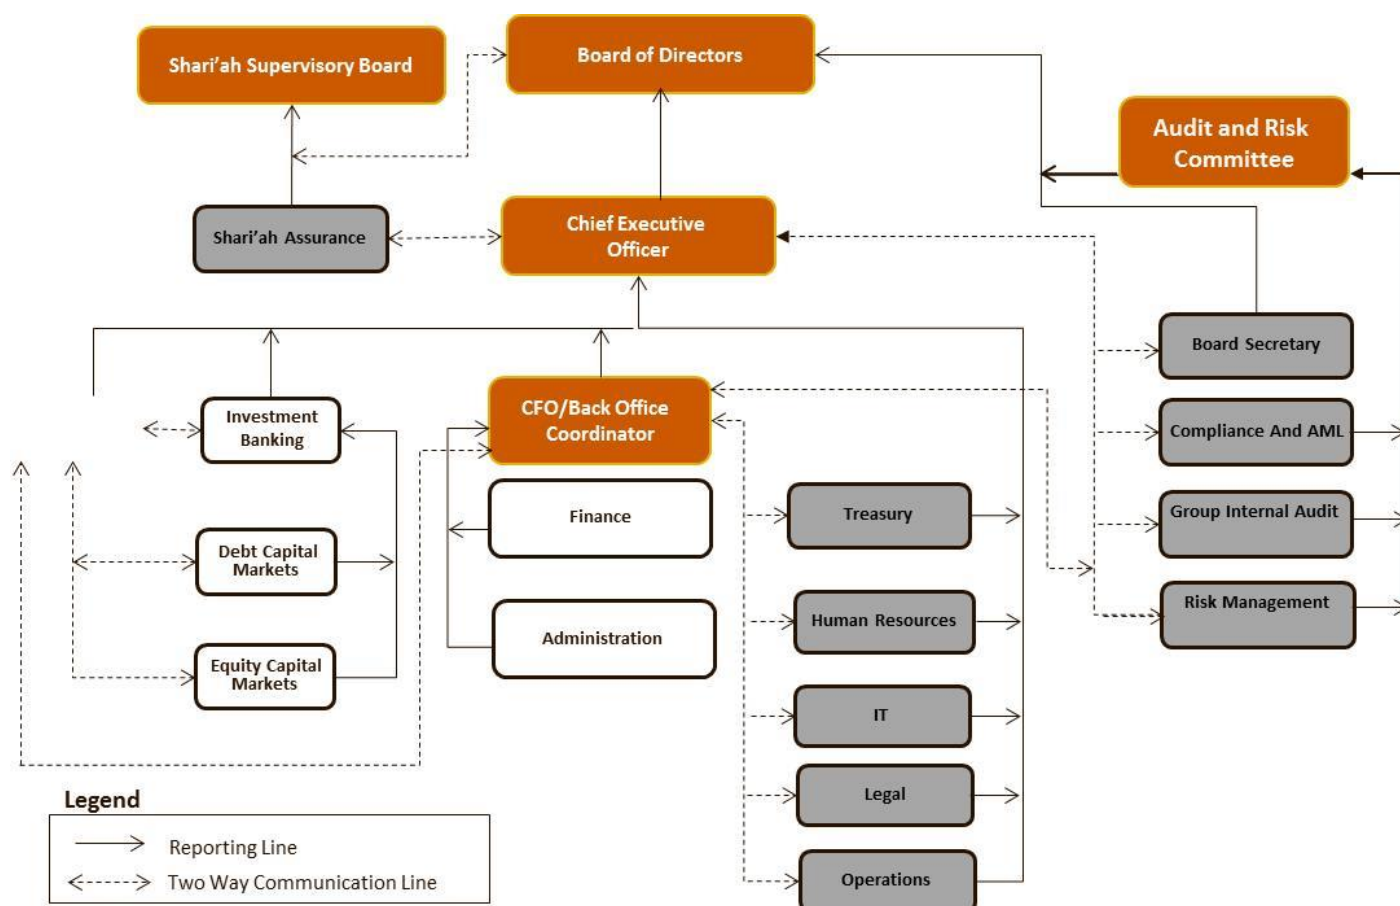 Shari'ah Supervisory Board
Board of Directors
Audit and Risk
Committee
Shari'ah Assurance
Chief Executive
Officer
Board Secretary
Investment
Banking
CFO/Back Office
Coordinator
Compliance And AML
Finance
Treasury
Group Internal Audit
Debt Capital
Markets
Administration
Human Resources
Risk Management
Equity Capital
Markets
IT
Legal
Operations
Legend
Reporting Line
Two Way Communication Line